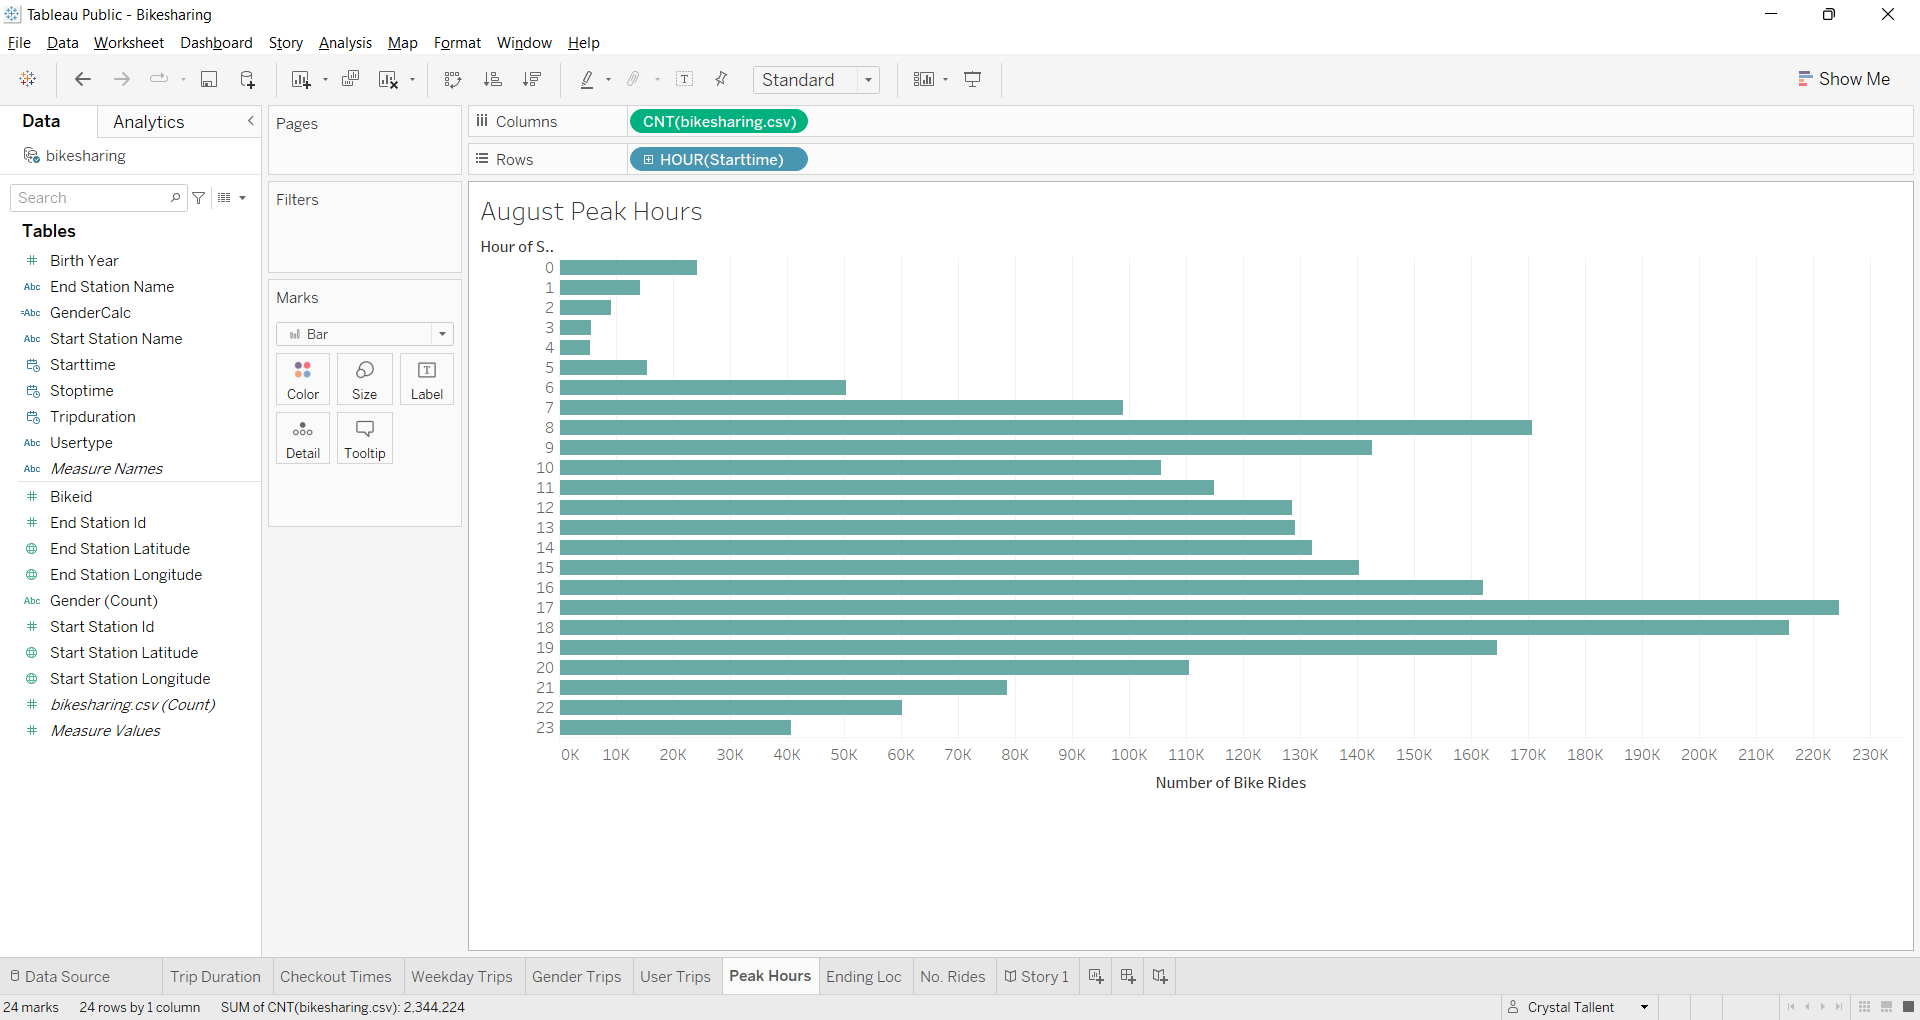 Tableau Public - Bikesharing
File Data Worksheet Dashboard Story Analysis Map Format Window Help
Standard
Show Me
Data Analytics
bikesharing
Search
Tables
Birth Year
Abc End Station Name
=Abc GenderCalc
Abc Start Station Name
Starttime
Stoptime
Tripduration
Abc Usertype
Abc Measure Names
Bikeid
End Station Id
End Station Latitude
End Station Longitude
Abc Gender (Count)
Start Station Id
Start Station Latitude
Start Station Longitude
bikesharing.csv (Count)
Measure Values
Pages
Filters
Marks
Bar
Color Size Label
Detail Tooltip
Columns CNT(bikesharing.csv)
Rows HOUR(Starttime)
August Peak Hours
Hour of S..
0
1
2
3
4
5
6
7
8
9
10
11
12
13
14
15
16
17
18
19
20
21
22
23
0K 10K 20K 30K 40K 50K 60K 70K 80K 90K 100K 110K 120K 130K 140K 150K 160K 170K 180K 190K 200K 210K 220K 230K
Number of Bike Rides
Data Source Trip Duration Checkout Times Weekday Trips Gender Trips User Trips Peak Hours Ending Loc No. Rides Story 1
24 marks 24 rows by 1 column SUM of CNT(bikesharing.csv): 2,344,224 Crystal Tallent